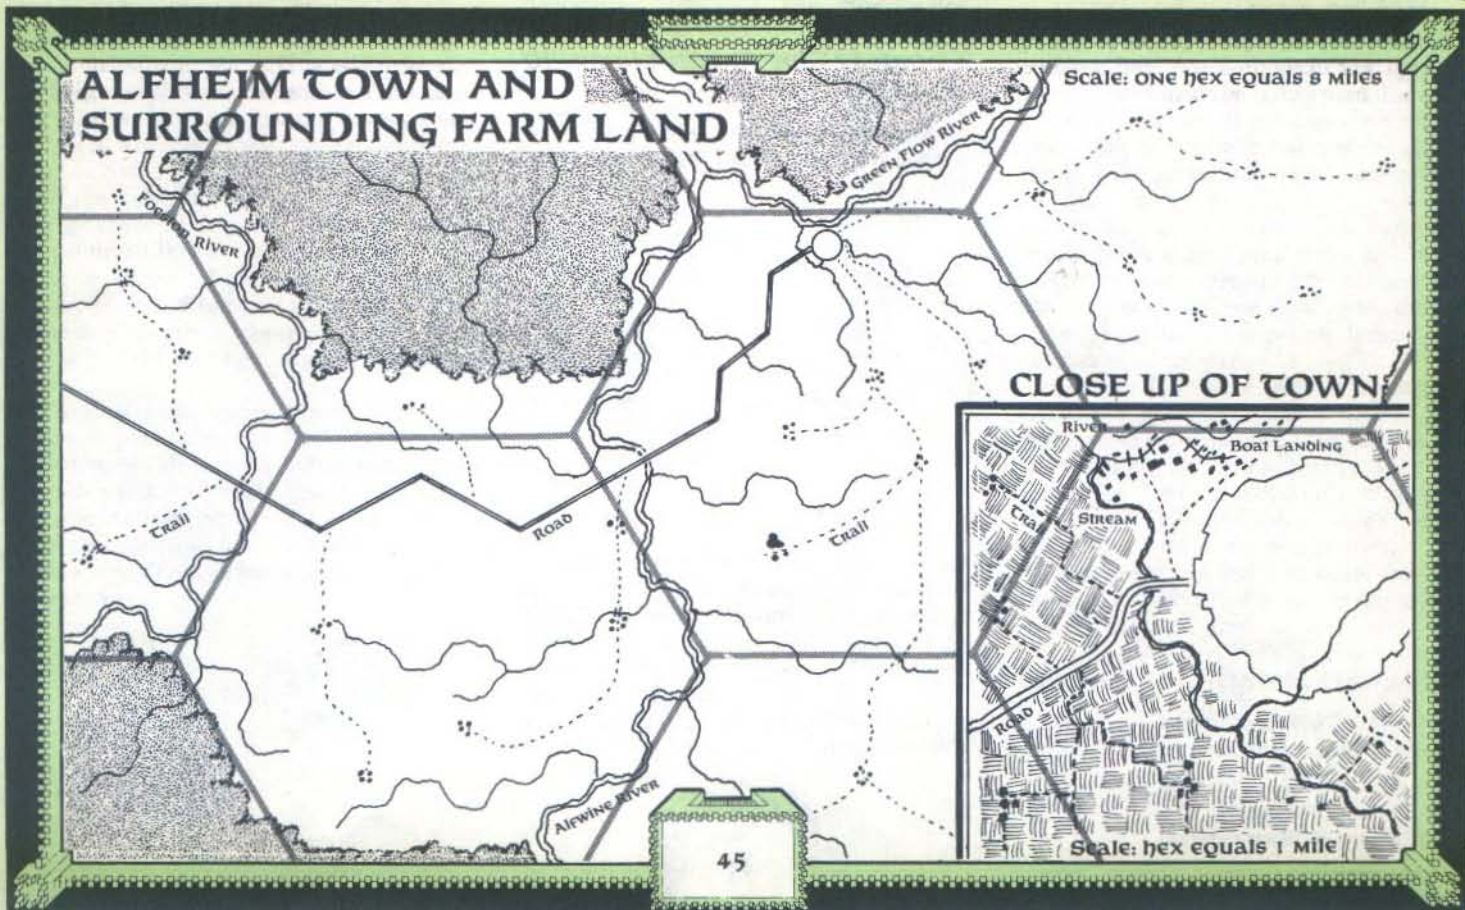 ALFHEIM TOWN AND
SURROUNDING FARM LAND
Scale: ONE hex EQUALS 8 MILES
GREEN FLOW RIVER
RIVER
TRAIL
ROAD
TRAIL
ALFWINE RIVER
45
CLOSE UP OF TOWN
RIVER
BOAT LANDING
TRAIL
STREAM
ROAD
Scale: hex EQUALS 1 MILE